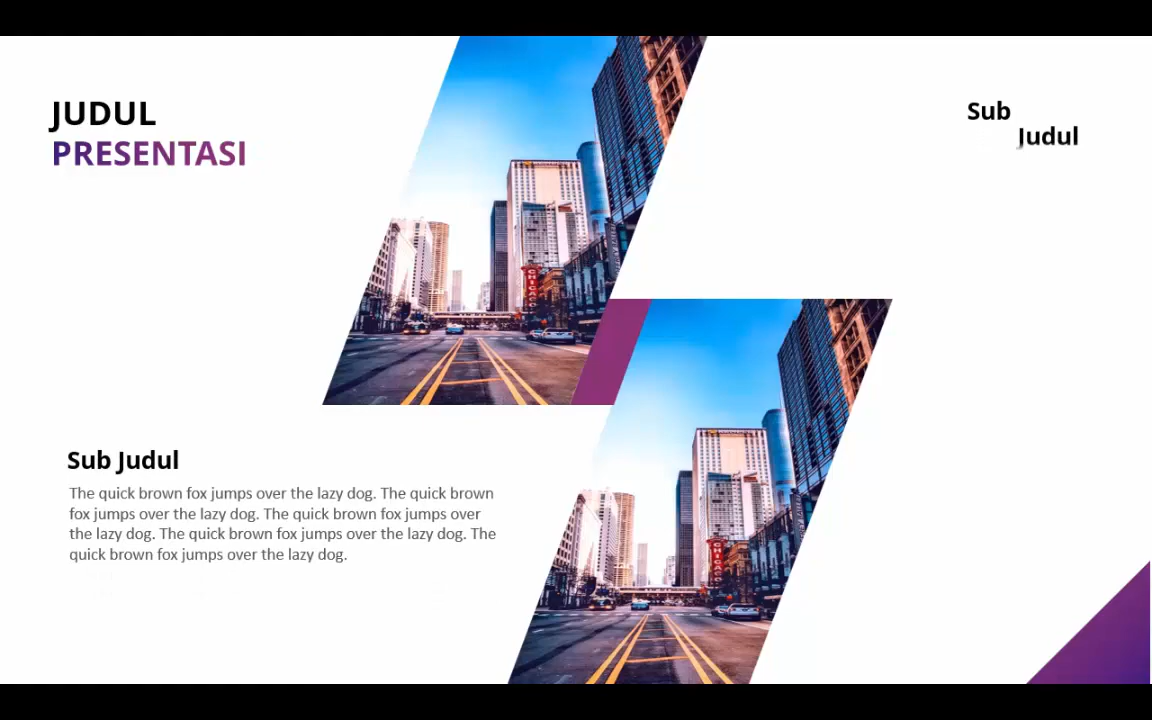 JUDUL
PRESENTASI
Sub
Judul
CHICAGO
Sub Judul
The quick brown fox jumps over the lazy dog. The quick brown
fox jumps over the lazy dog. The quick brown fox jumps over
the lazy dog. The quick brown fox jumps over the lazy dog. The
quick brown fox jumps over the lazy dog.
CHICAGO